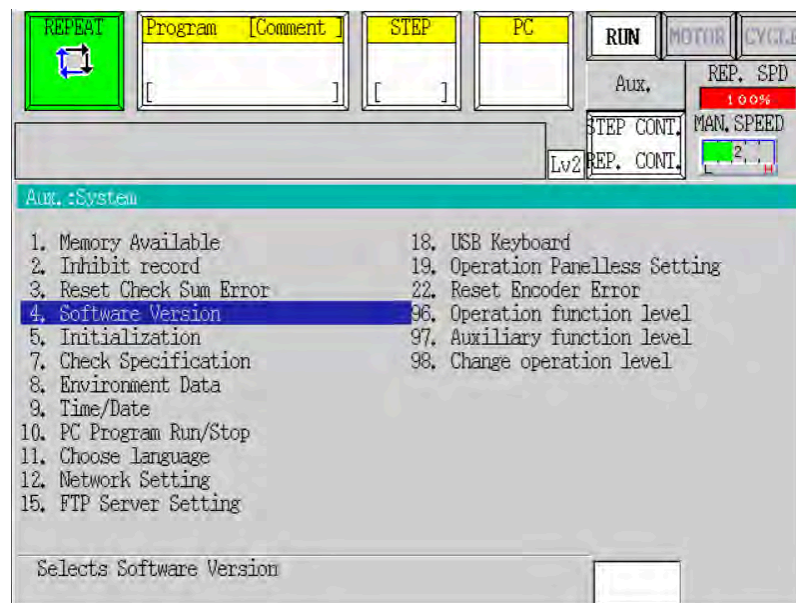 REPEAT
Program [Comment ]
[ ]
STEP
[ ]
PC
RUN
MOTOR
CYCLE
Aux.
REP. SPD
100%
STEP CONT.
REP. CONT.
MAN.SPEED
2
L H
Lv2
Aux.:System
1. Memory Available
2. Inhibit record
3. Reset Check Sum Error
4. Software Version
5. Initialization
7. Check Specification
8. Environment Data
9. Time/Date
10. PC Program Run/Stop
11. Choose language
12. Network Setting
15. FTP Server Setting
18. USB Keyboard
19. Operation Panelless Setting
22. Reset Encoder Error
96. Operation function level
97. Auxiliary function level
98. Change operation level
Selects Software Version